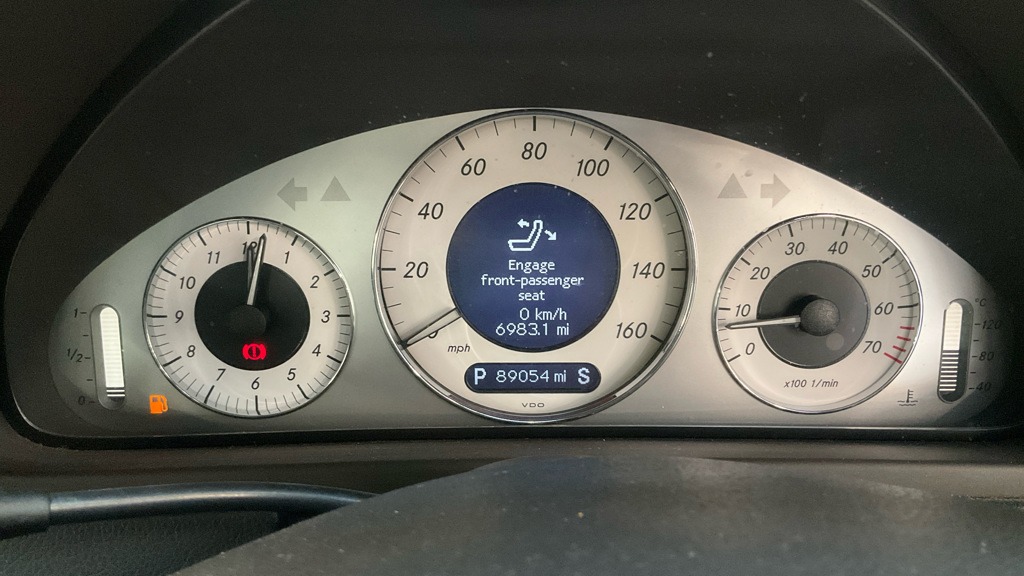 80
60 100
40 120
20 140
0 160
mph
Engage
front-passenger
seat
0 km/h
6983.1 mi
P 89054 mi S
VDO
12
11 1
10 2
9 3
8 4
7 5
6
1
1/2
0
30 40
20 50
10 60
0 70
x100 1/min
°C
120
80
40